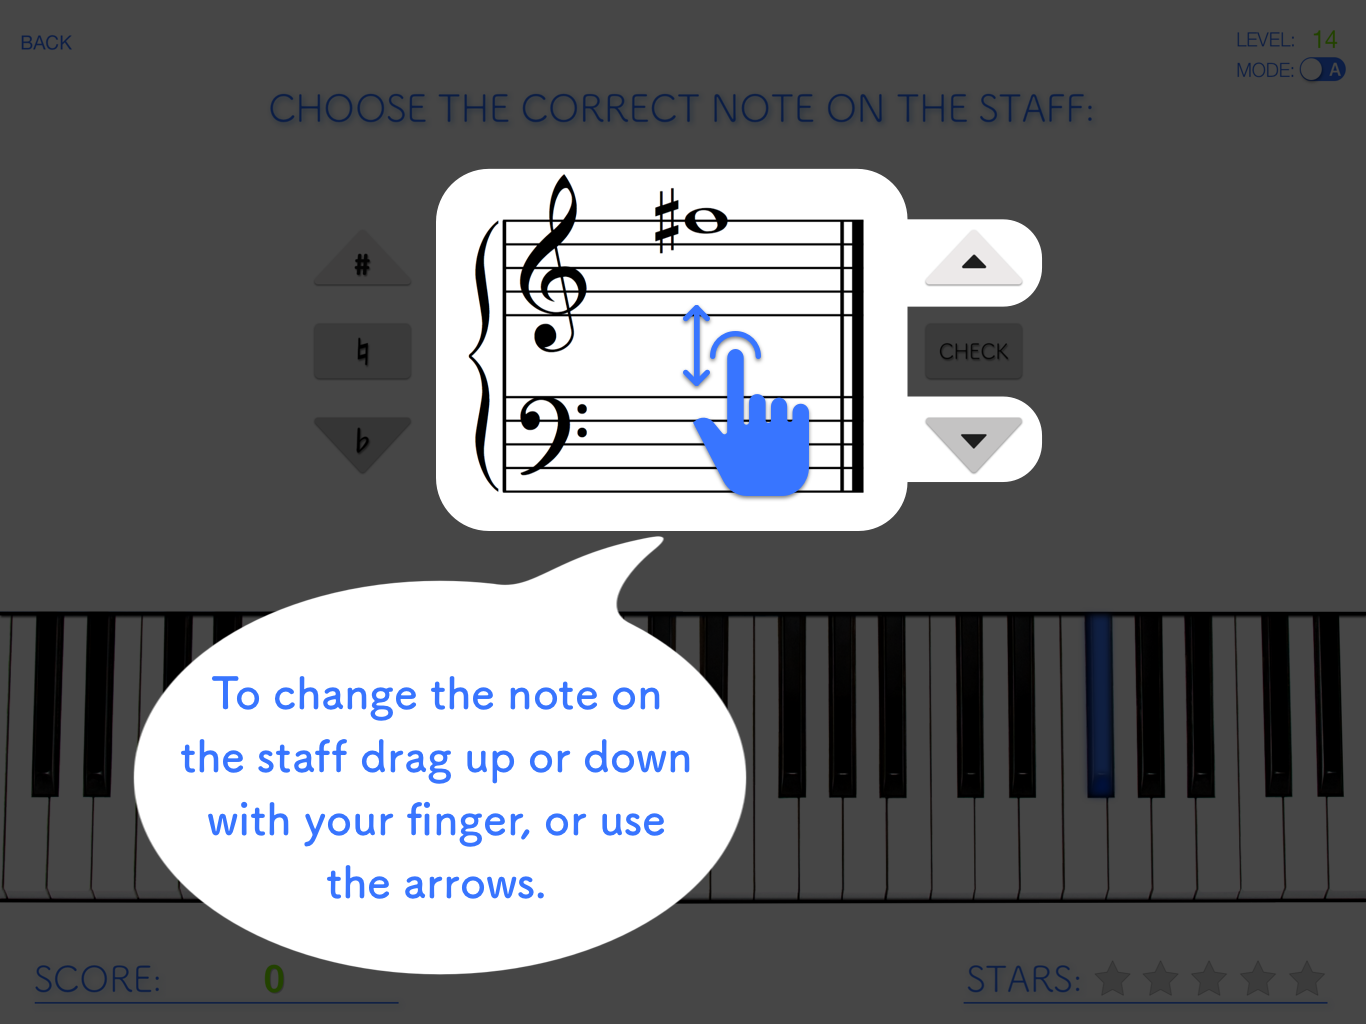 BACK
LEVEL: 14
MODE: A
CHOOSE THE CORRECT NOTE ON THE STAFF:
#
♮
CHECK
♭
To change the note on
the staff drag up or down
with your finger, or use
the arrows.
SCORE: 0
STARS: